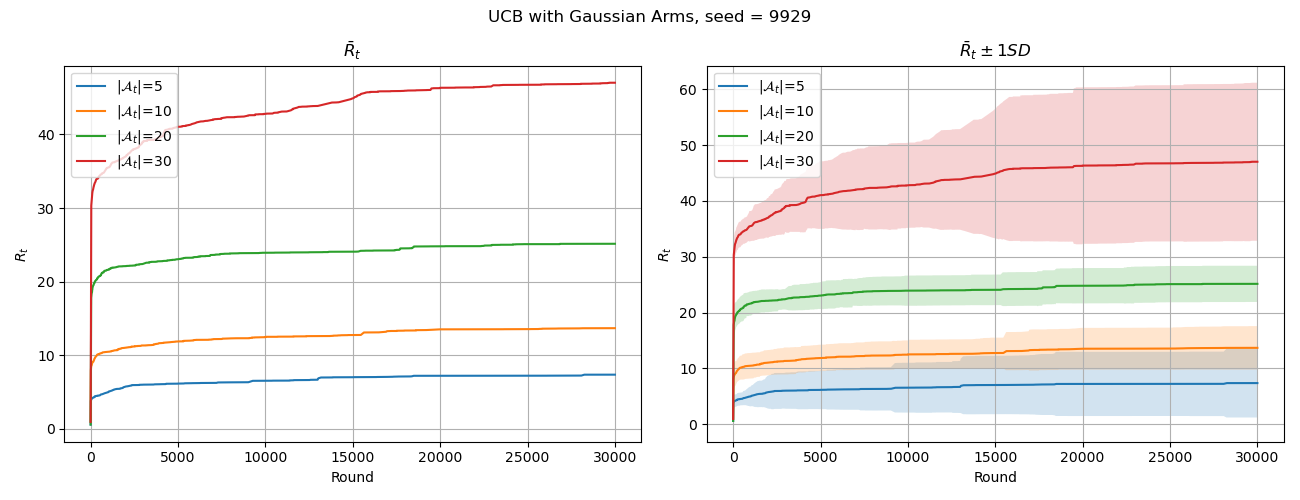 UCB with Gaussian Arms, seed = 9929
R̄ₜ
|𝒜ₜ|=5
|𝒜ₜ|=10
|𝒜ₜ|=20
|𝒜ₜ|=30
40
30
20
10
0
Rₜ
0 5000 10000 15000 20000 25000 30000
Round
R̄ₜ ± 1SD
|𝒜ₜ|=5
|𝒜ₜ|=10
|𝒜ₜ|=20
|𝒜ₜ|=30
60
50
40
30
20
10
0
Rₜ
0 5000 10000 15000 20000 25000 30000
Round